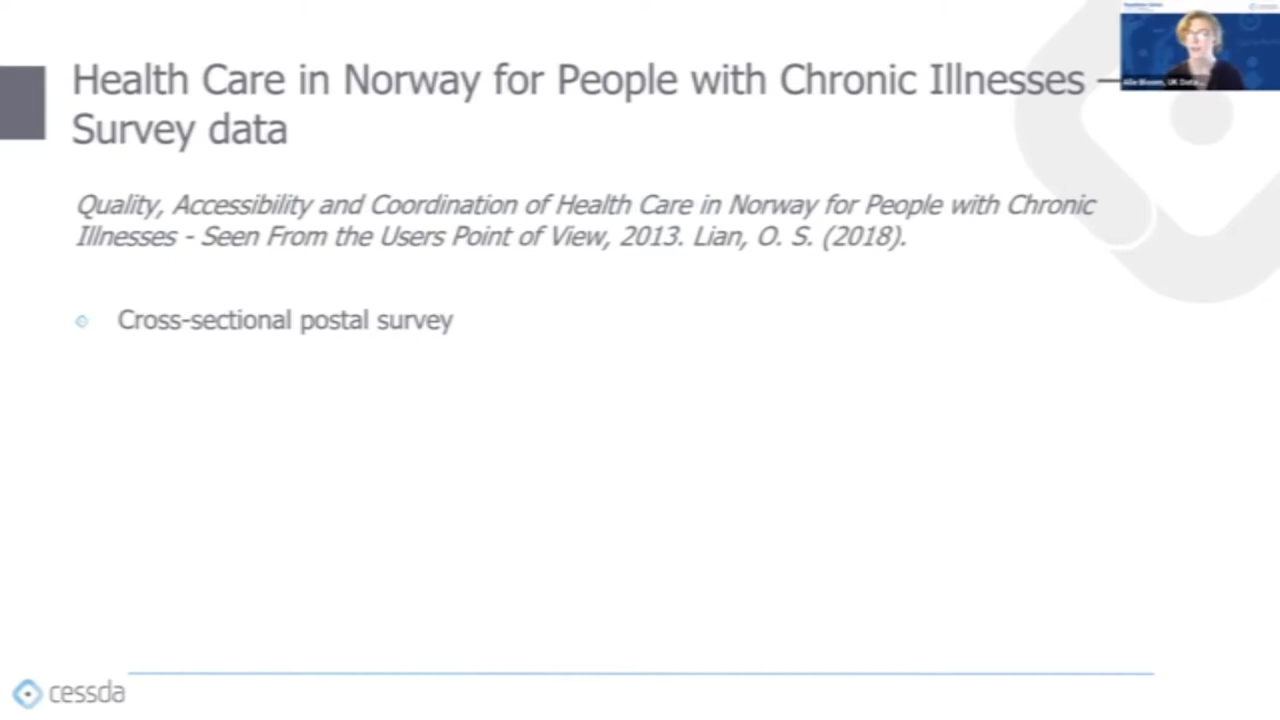 Health Care in Norway for People with Chronic Illnesses –
Survey data
Quality, Accessibility and Coordination of Health Care in Norway for People with Chronic
Illnesses - Seen From the Users Point of View, 2013. Lian, O. S. (2018).
Cross-sectional postal survey
cessda